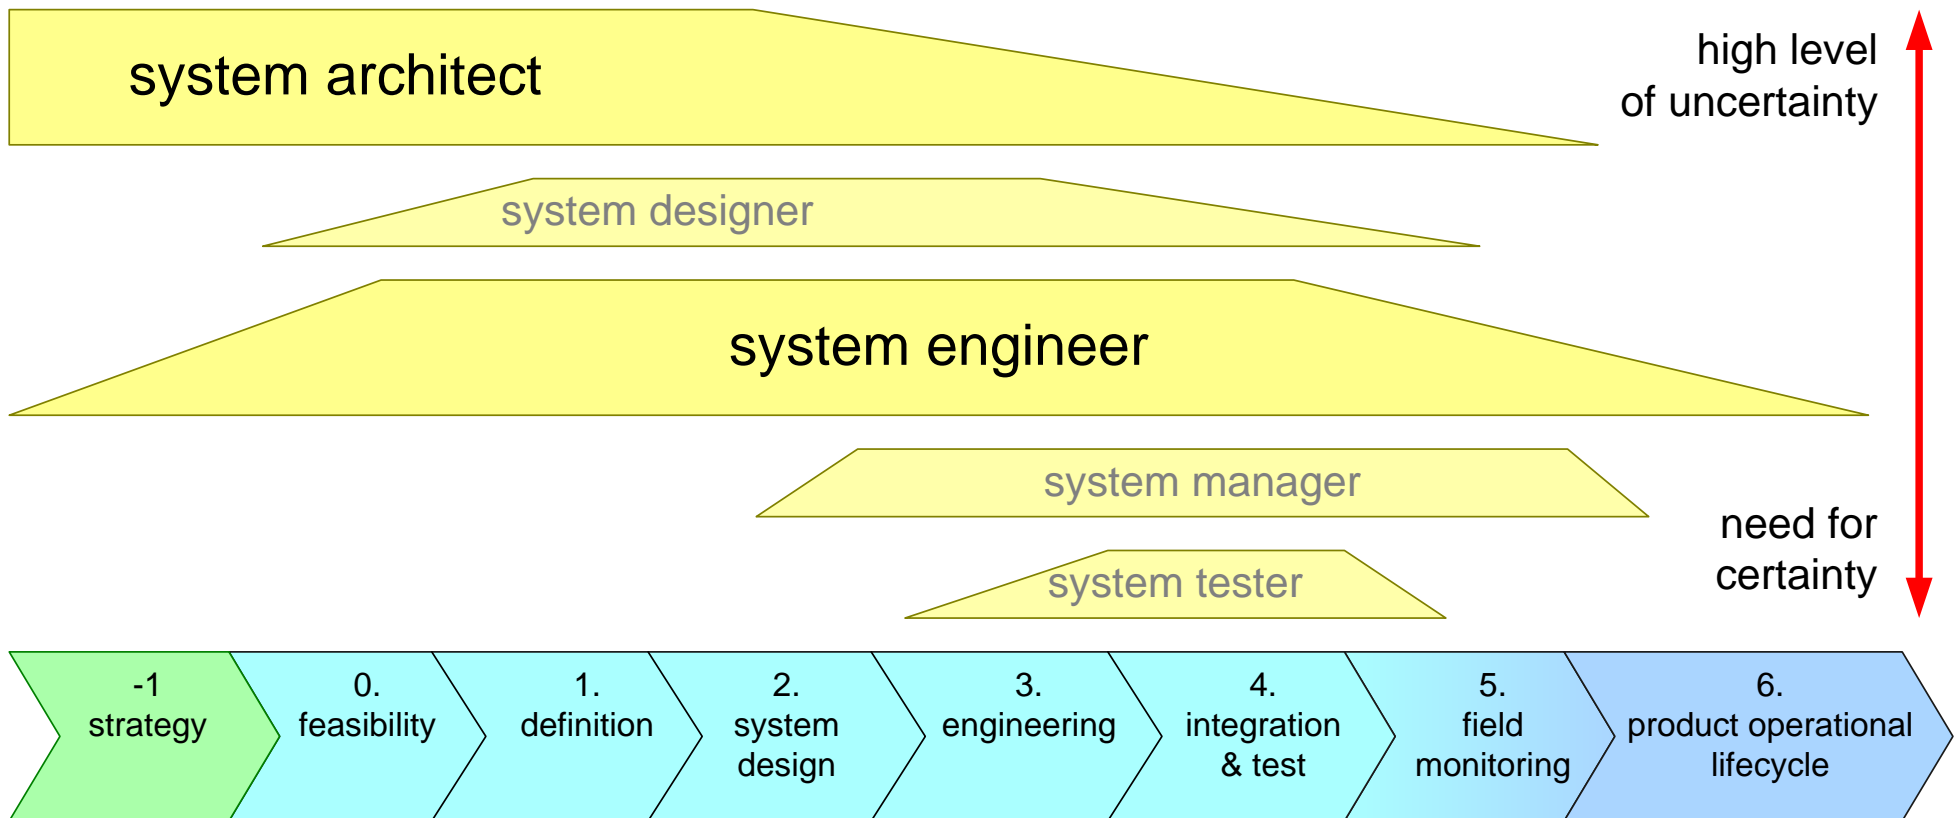 system architect
high level
of uncertainty
system designer
system engineer
system manager
need for
certainty
system tester
-1
strategy
0.
feasibility
1.
definition
2.
system
design
3.
engineering
4.
integration
& test
5.
field
monitoring
6.
product operational
lifecycle